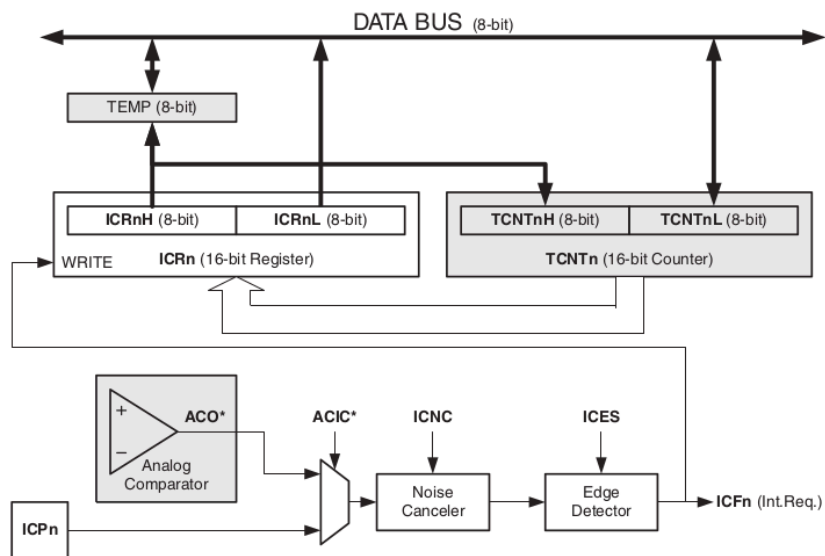 DATA BUS (8-bit)
TEMP (8-bit)
ICRnH (8-bit) ICRnL (8-bit) TCNTnH (8-bit) TCNTnL (8-bit)
WRITE ICRn (16-bit Register) TCNTn (16-bit Counter)
+ ACO* ACIC* ICNC ICES
−
Analog
Comparator
Noise
Canceler
Edge
Detector
ICFn (Int.Req.)
ICPn